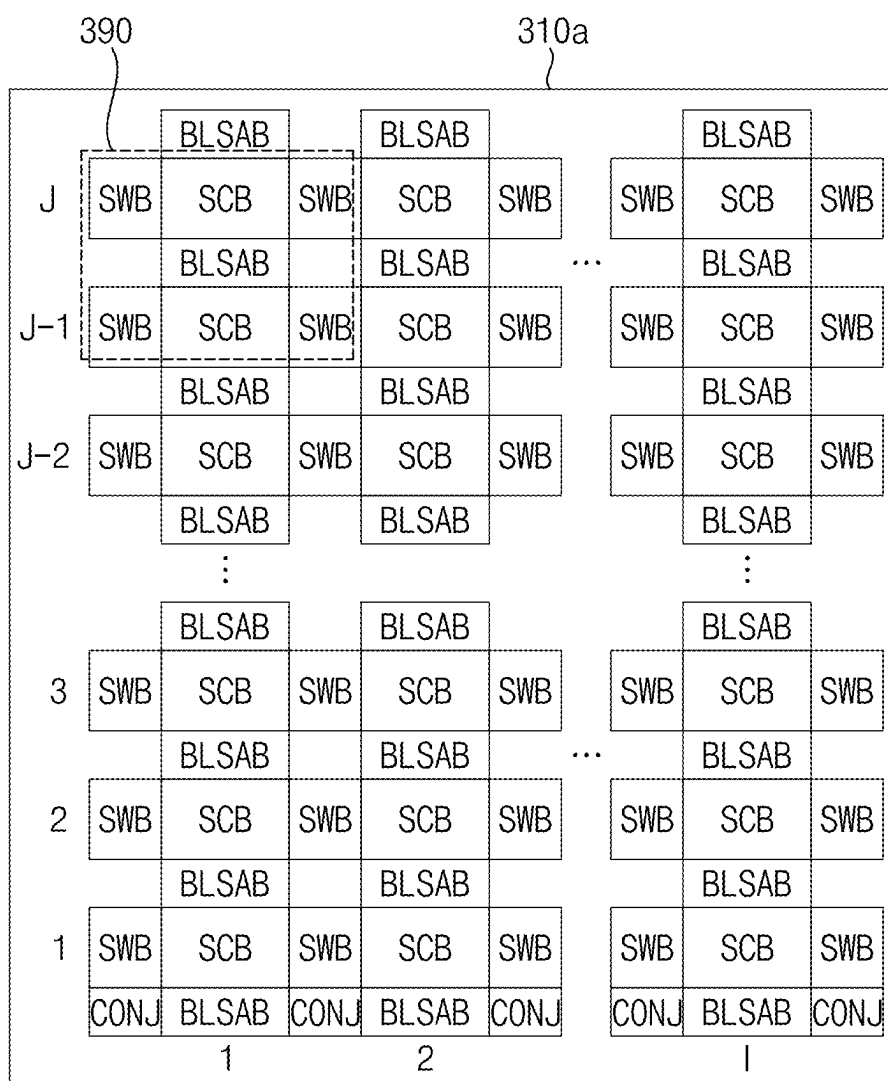 390 310a
BLSAB BLSAB BLSAB
J SWB SCB SWB SCB SWB SWB SCB SWB
BLSAB BLSAB ... BLSAB
J-1 SWB SCB SWB SCB SWB SWB SCB SWB
BLSAB BLSAB BLSAB
J-2 SWB SCB SWB SCB SWB SWB SCB SWB
BLSAB BLSAB BLSAB
⋮ ⋮
BLSAB BLSAB BLSAB
3 SWB SCB SWB SCB SWB SWB SCB SWB
BLSAB BLSAB ... BLSAB
2 SWB SCB SWB SCB SWB SWB SCB SWB
BLSAB BLSAB BLSAB
1 SWB SCB SWB SCB SWB SWB SCB SWB
CONJ BLSAB CONJ BLSAB CONJ CONJ BLSAB CONJ
1 2 I